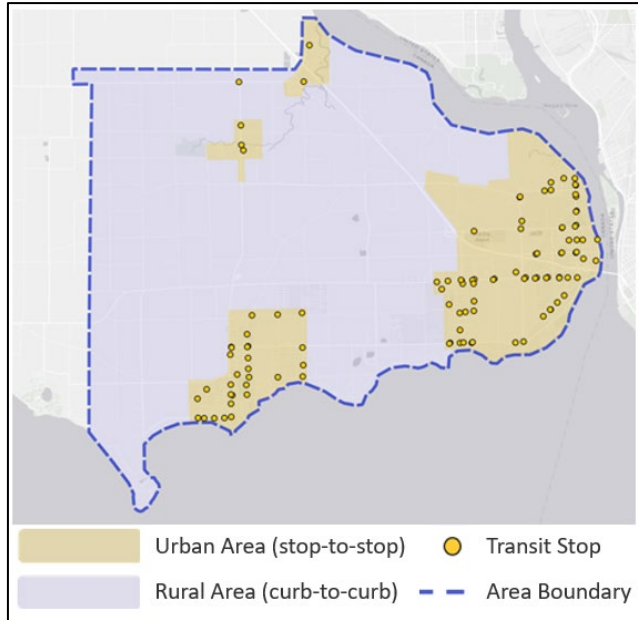 Urban Area (stop-to-stop)
Transit Stop
Rural Area (curb-to-curb)
Area Boundary